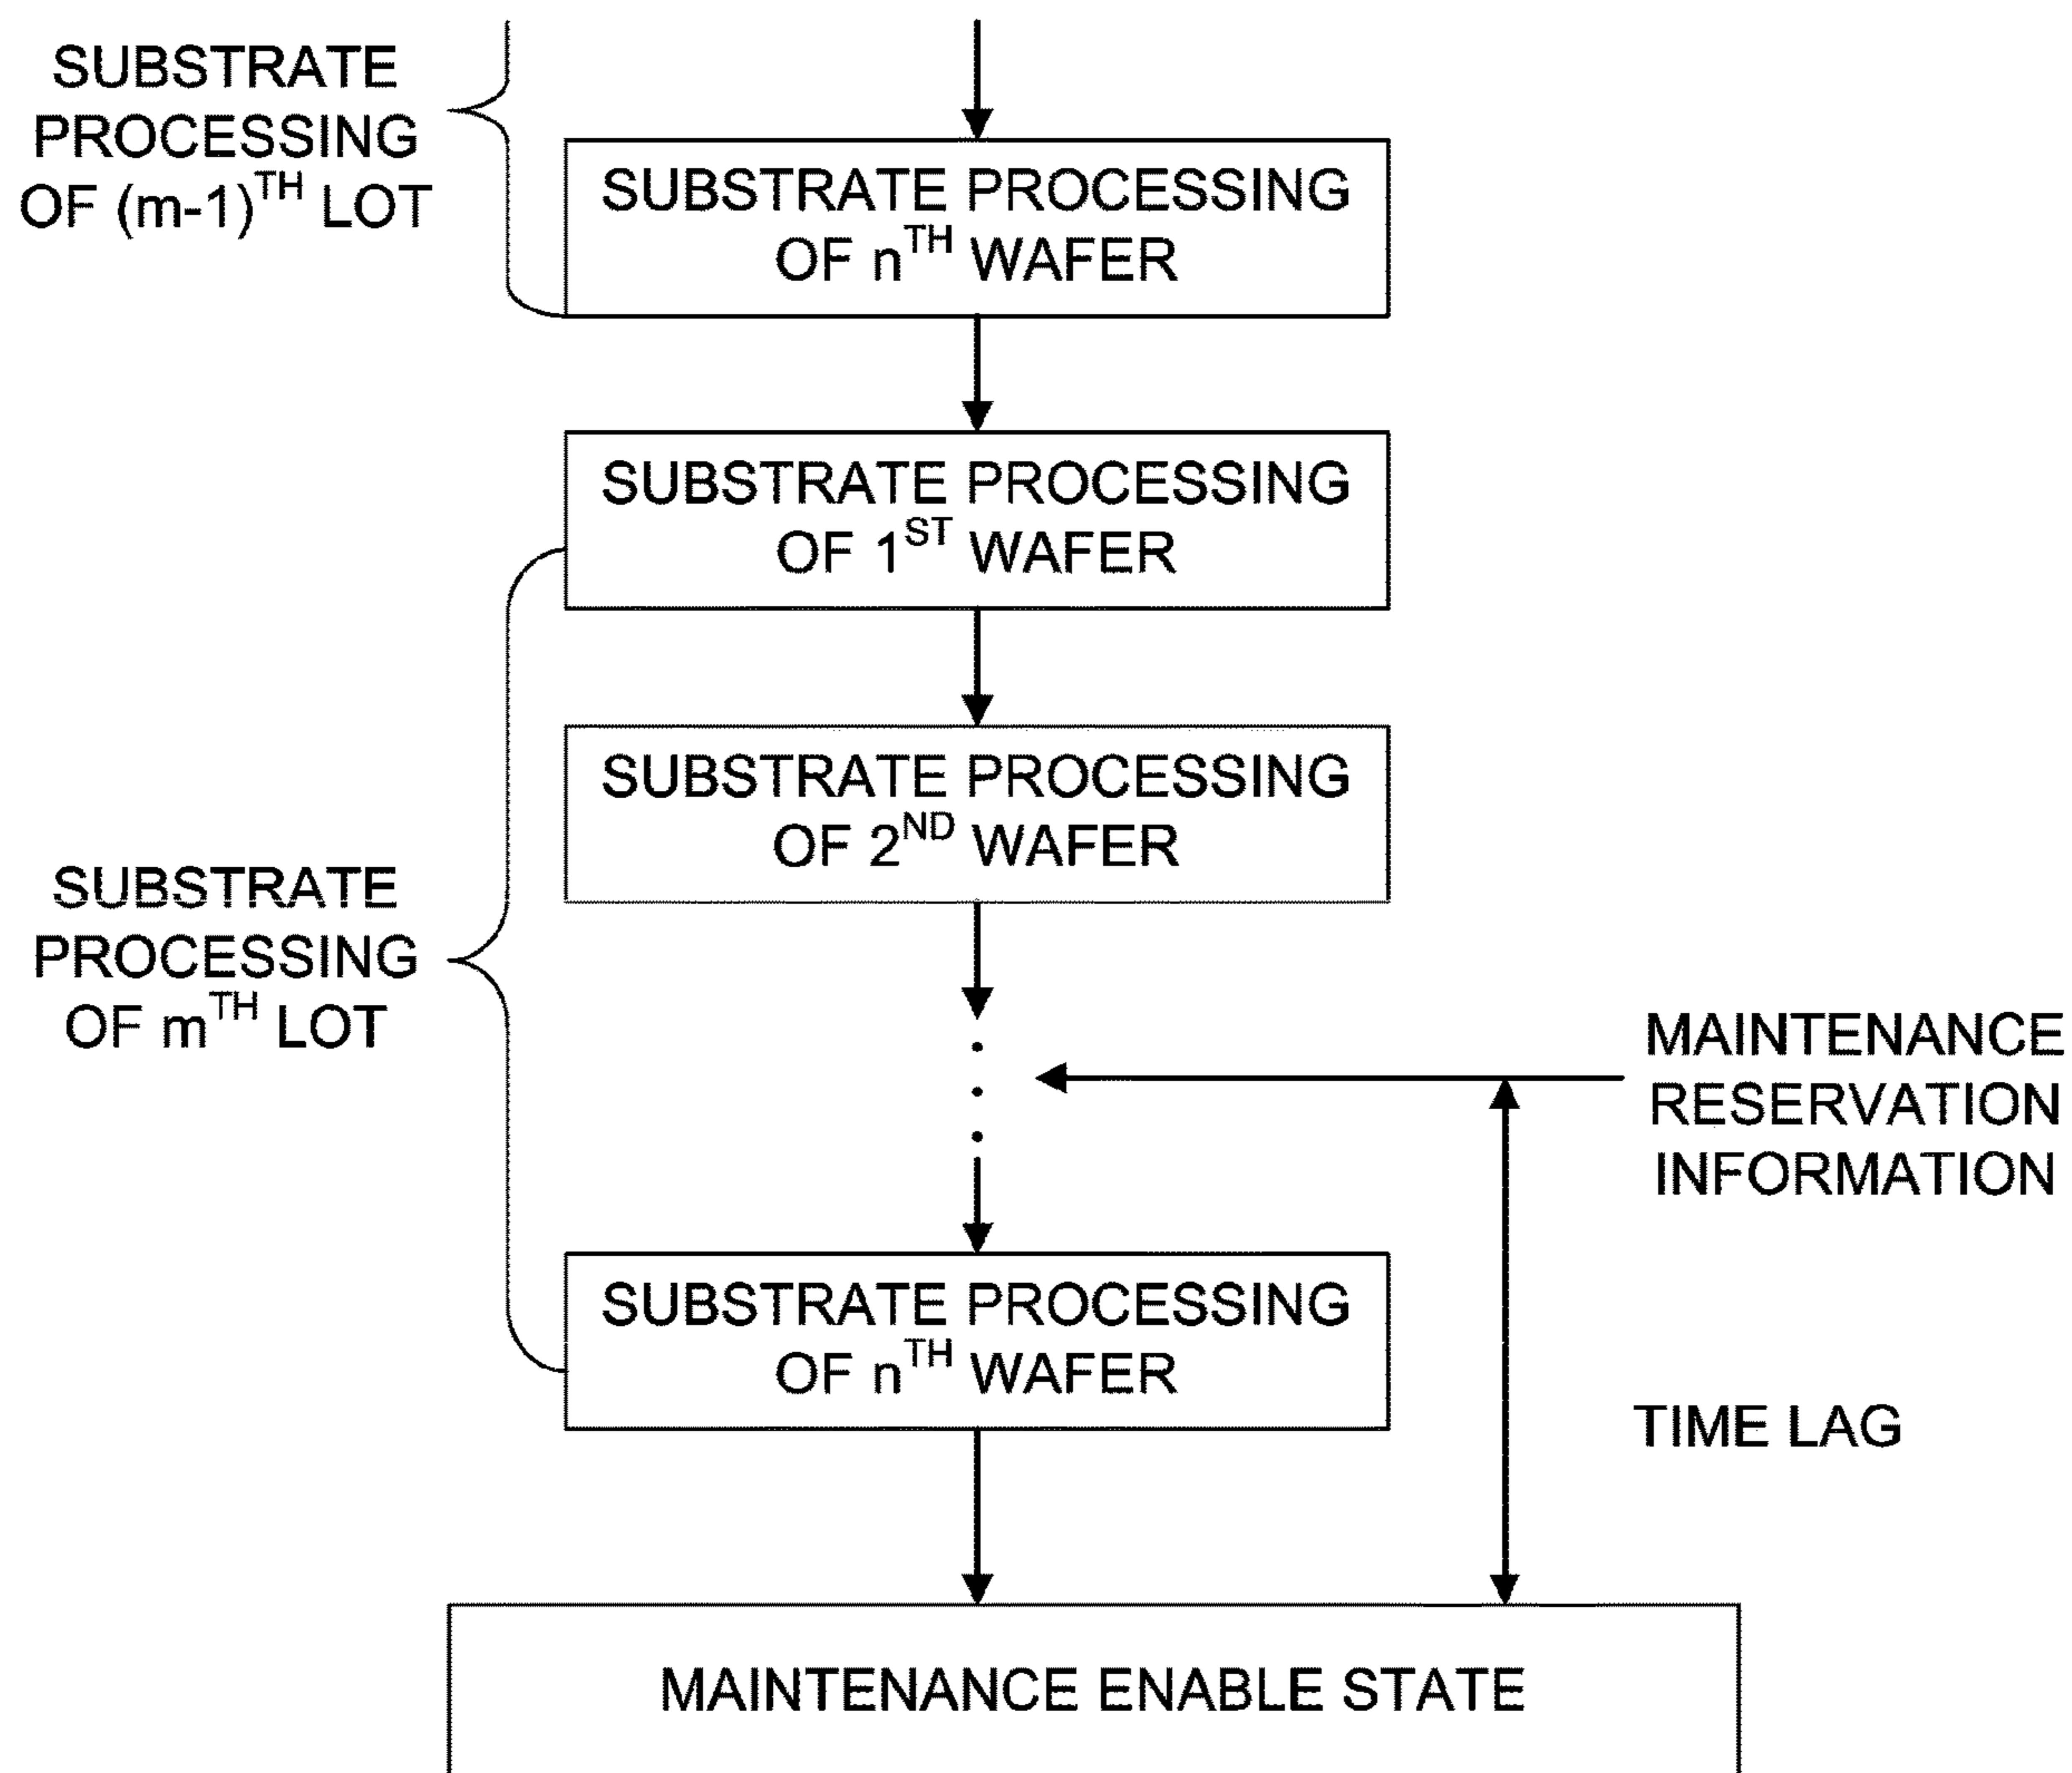 SUBSTRATE
PROCESSING
OF (m-1)TH LOT
SUBSTRATE PROCESSING
OF nTH WAFER
SUBSTRATE PROCESSING
OF 1ST WAFER
SUBSTRATE PROCESSING
OF 2ND WAFER
SUBSTRATE
PROCESSING
OF mTH LOT
MAINTENANCE
RESERVATION
INFORMATION
SUBSTRATE PROCESSING
OF nTH WAFER
TIME LAG
MAINTENANCE ENABLE STATE